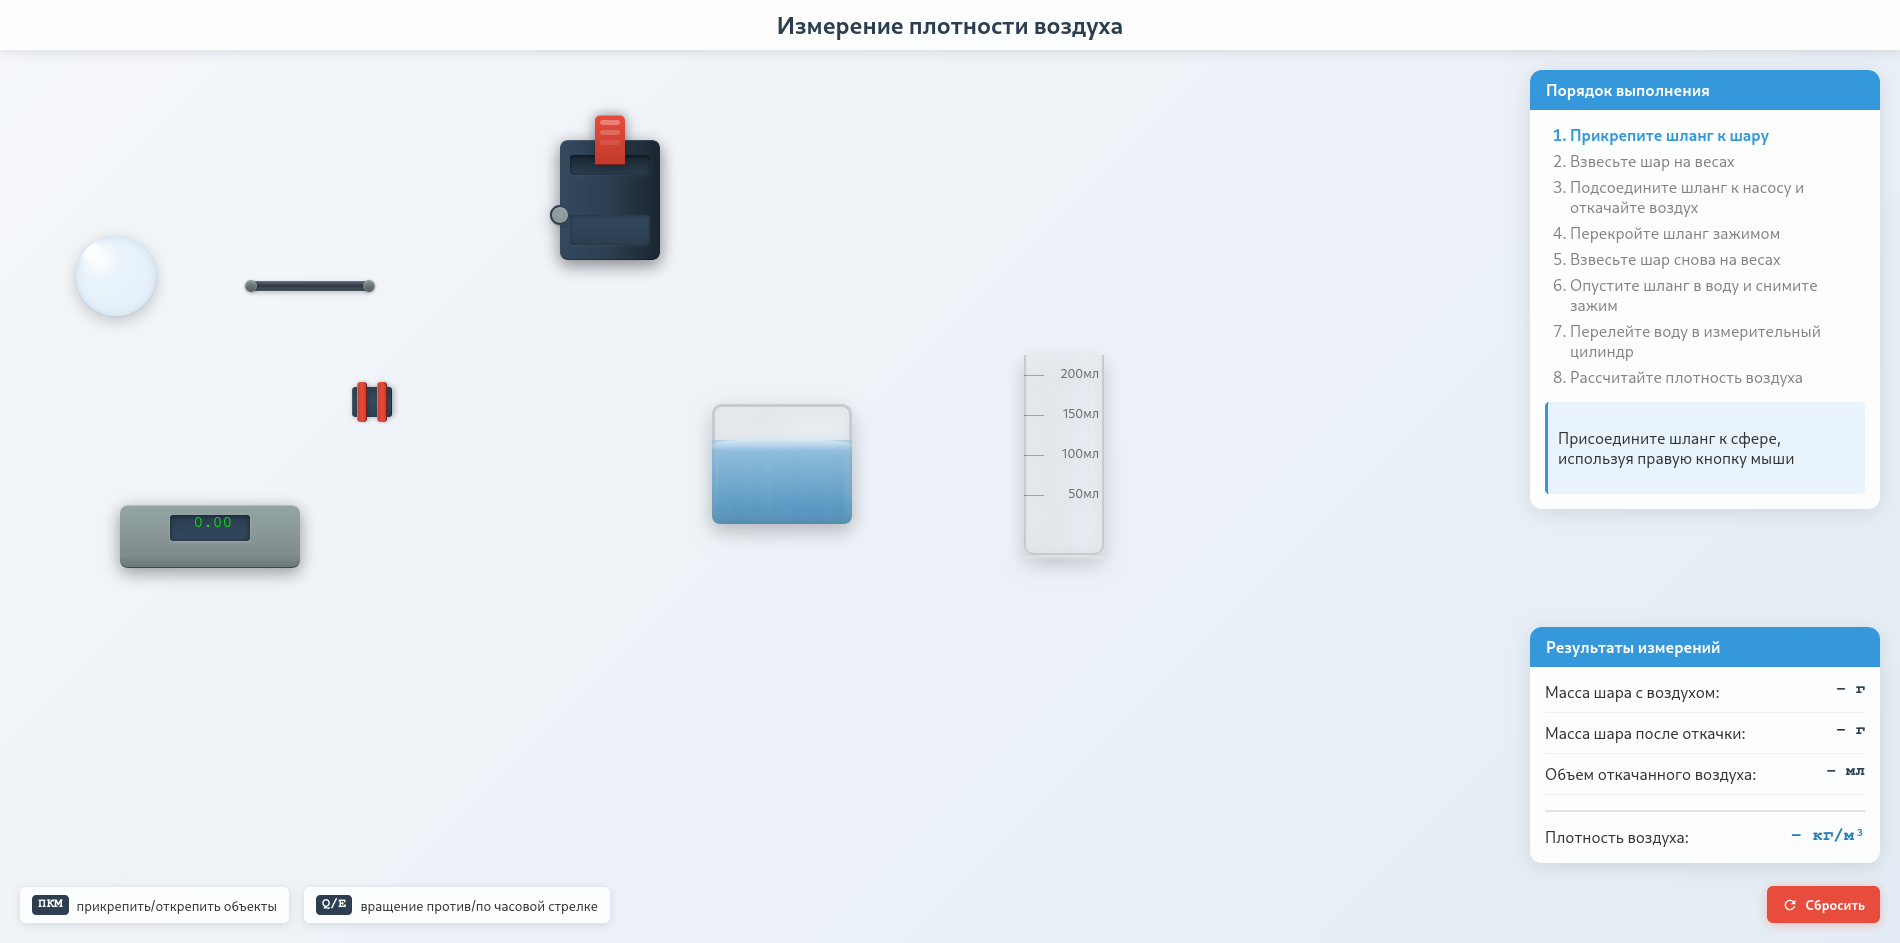 Измерение плотности воздуха
Порядок выполнения
1. Прикрепите шланг к шару
2. Взвесьте шар на весах
3. Подсоедините шланг к насосу и
откачайте воздух
4. Перекройте шланг зажимом
5. Взвесьте шар снова на весах
6. Опустите шланг в воду и снимите
зажим
7. Перелейте воду в измерительный
цилиндр
8. Рассчитайте плотность воздуха
Присоедините шланг к сфере,
используя правую кнопку мыши
200мл
150мл
100мл
50мл
0.00
Результаты измерений
Масса шара с воздухом: – г
Масса шара после откачки: – г
Объем откачанного воздуха: – мл
Плотность воздуха: – кг/м³
ПКМ прикрепить/открепить объекты
Q/E вращение против/по часовой стрелке
Сбросить